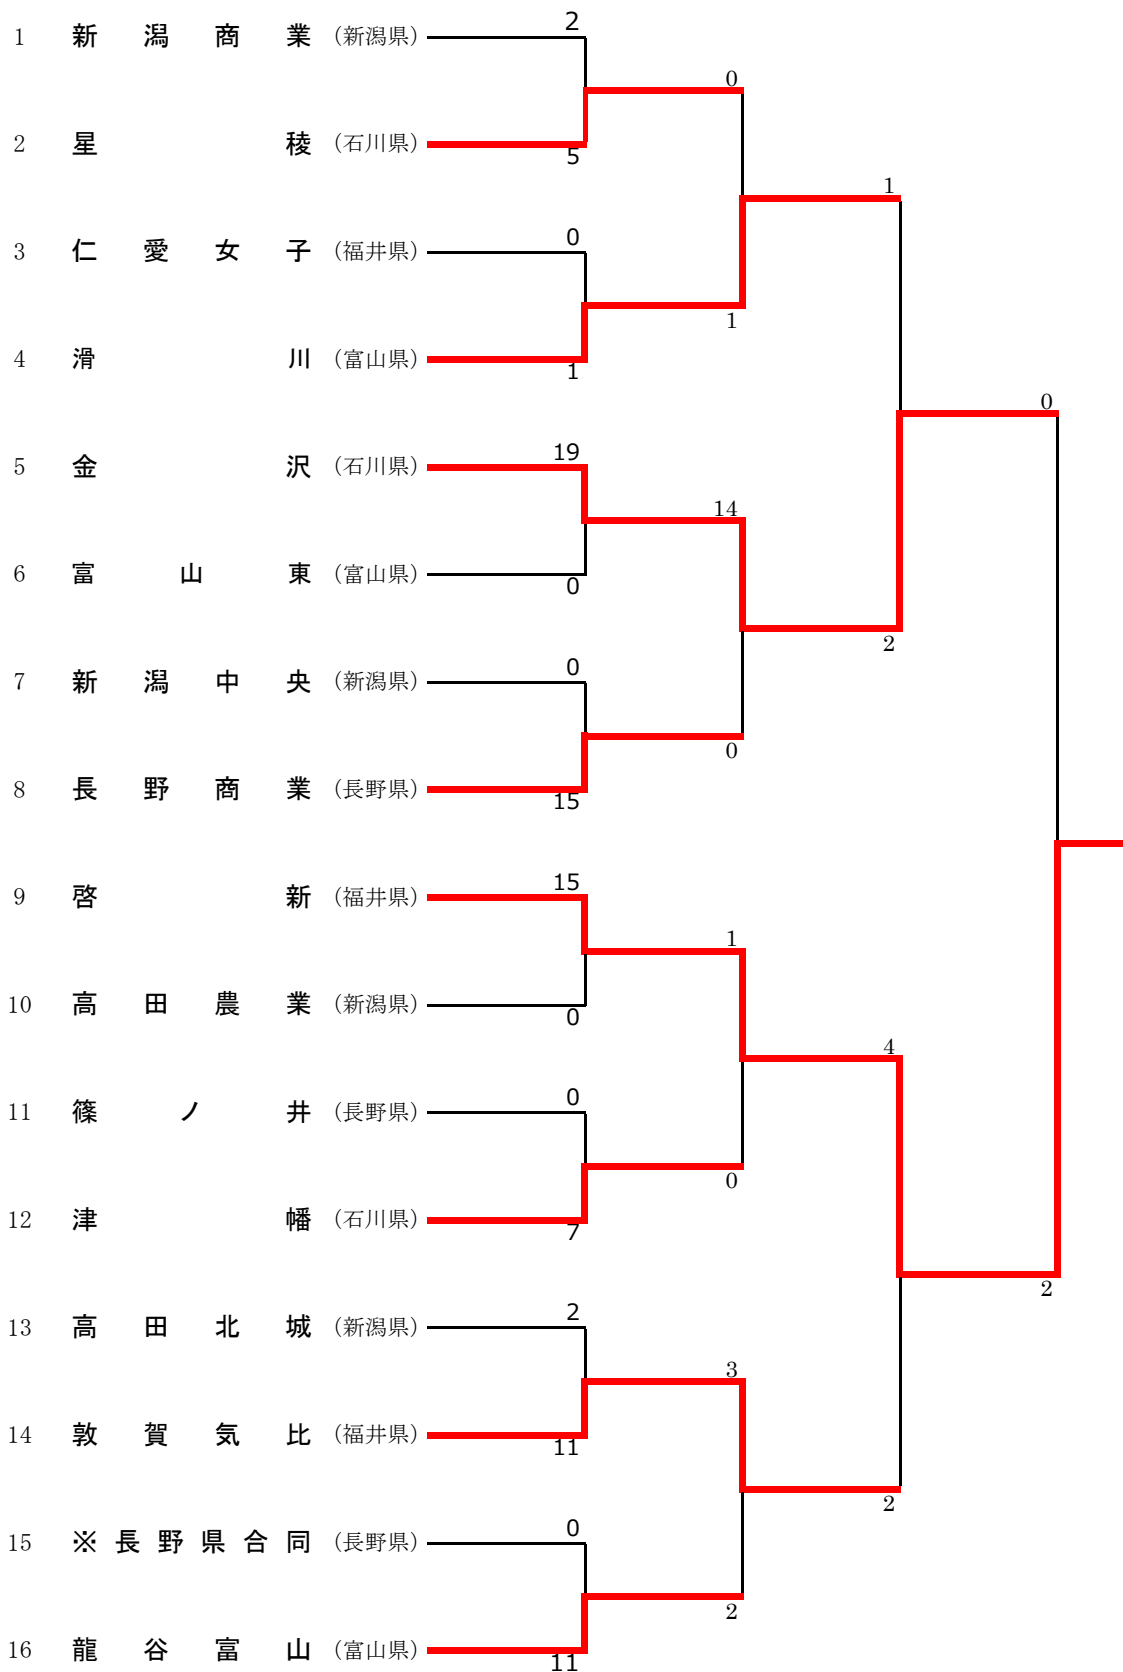 2
1 新潟商業 (新潟県)
0
2 星稜 (石川県)
5
1
0
3 仁愛女子 (福井県)
1
4 滑川 (富山県)
1
0
19
5 金沢 (石川県)
14
6 富山東 (富山県)
0
2
0
7 新潟中央 (新潟県)
0
8 長野商業 (長野県)
15
15
9 啓新 (福井県)
1
10 高田農業 (新潟県)
0
4
0
11 篠ノ井 (長野県)
0
12 津幡 (石川県)
7
2
2
13 高田北城 (新潟県)
3
14 敦賀気比 (福井県)
11
2
0
15 ※長野県合同 (長野県)
2
16 龍谷富山 (富山県)
11